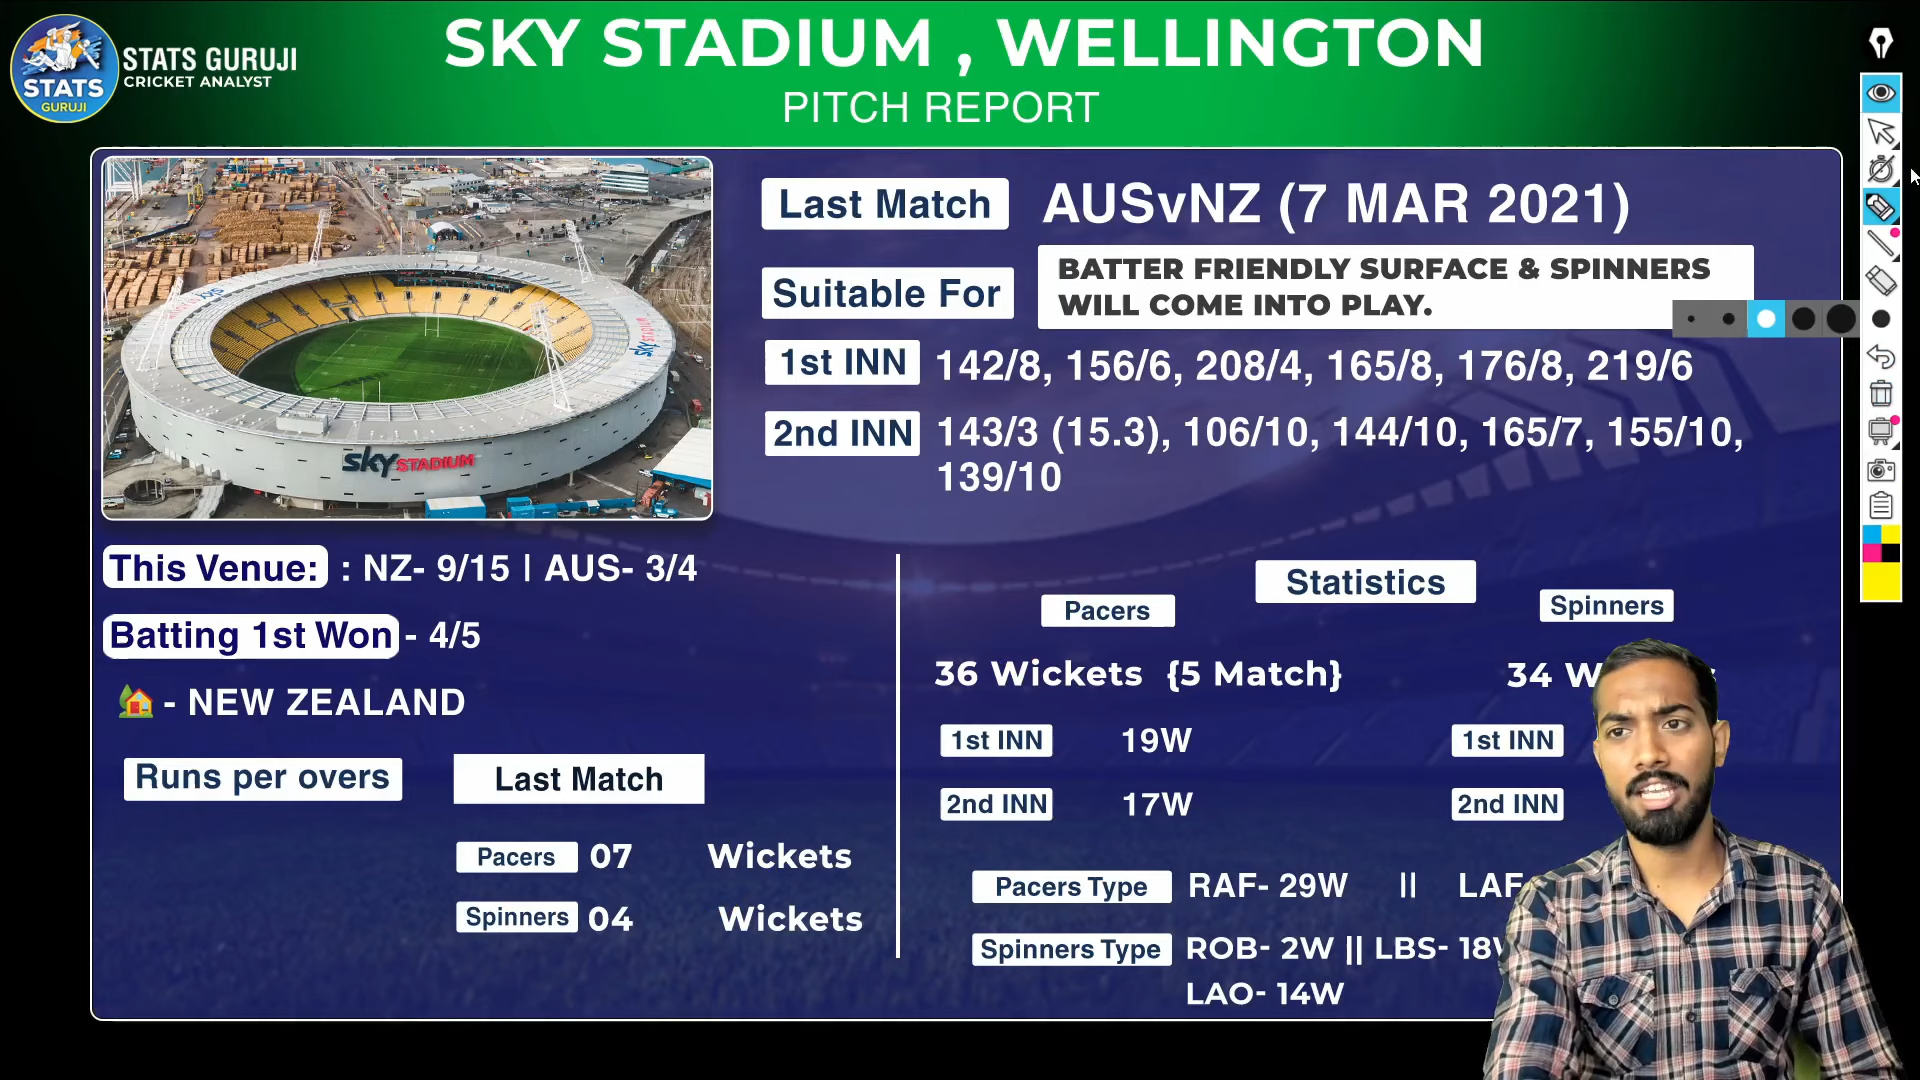 SKY STADIUM , WELLINGTON
PITCH REPORT
STATS GURUJI
CRICKET ANALYST
STATS
GURUJI
Last Match AUSvNZ (7 MAR 2021)
Suitable For BATTER FRIENDLY SURFACE & SPINNERS
WILL COME INTO PLAY.
1st INN 142/8, 156/6, 208/4, 165/8, 176/8, 219/6
2nd INN 143/3 (15.3), 106/10, 144/10, 165/7, 155/10,
139/10
sky STADIUM
sky STADIUM
This Venue: : NZ- 9/15 | AUS- 3/4
Batting 1st Won - 4/5
🏡 - NEW ZEALAND
Runs per overs Last Match
Pacers 07 Wickets
Spinners 04 Wickets
Statistics
Pacers Spinners
36 Wickets {5 Match} 34
1st INN 19W 1st INN
2nd INN 17W 2nd INN
Pacers Type RAF- 29W || LAF
Spinners Type ROB- 2W || LBS- 18
LAO- 14W